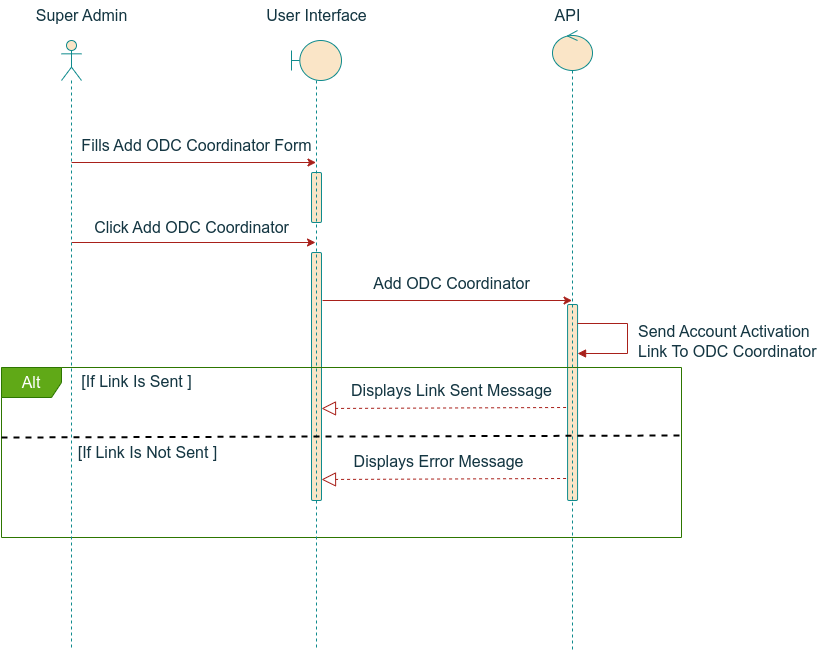 Super Admin
User Interface
API
Fills Add ODC Coordinator Form
Click Add ODC Coordinator
Add ODC Coordinator
Send Account Activation
Link To ODC Coordinator
Alt
[If Link Is Sent ]
Displays Link Sent Message
[If Link Is Not Sent ]
Displays Error Message